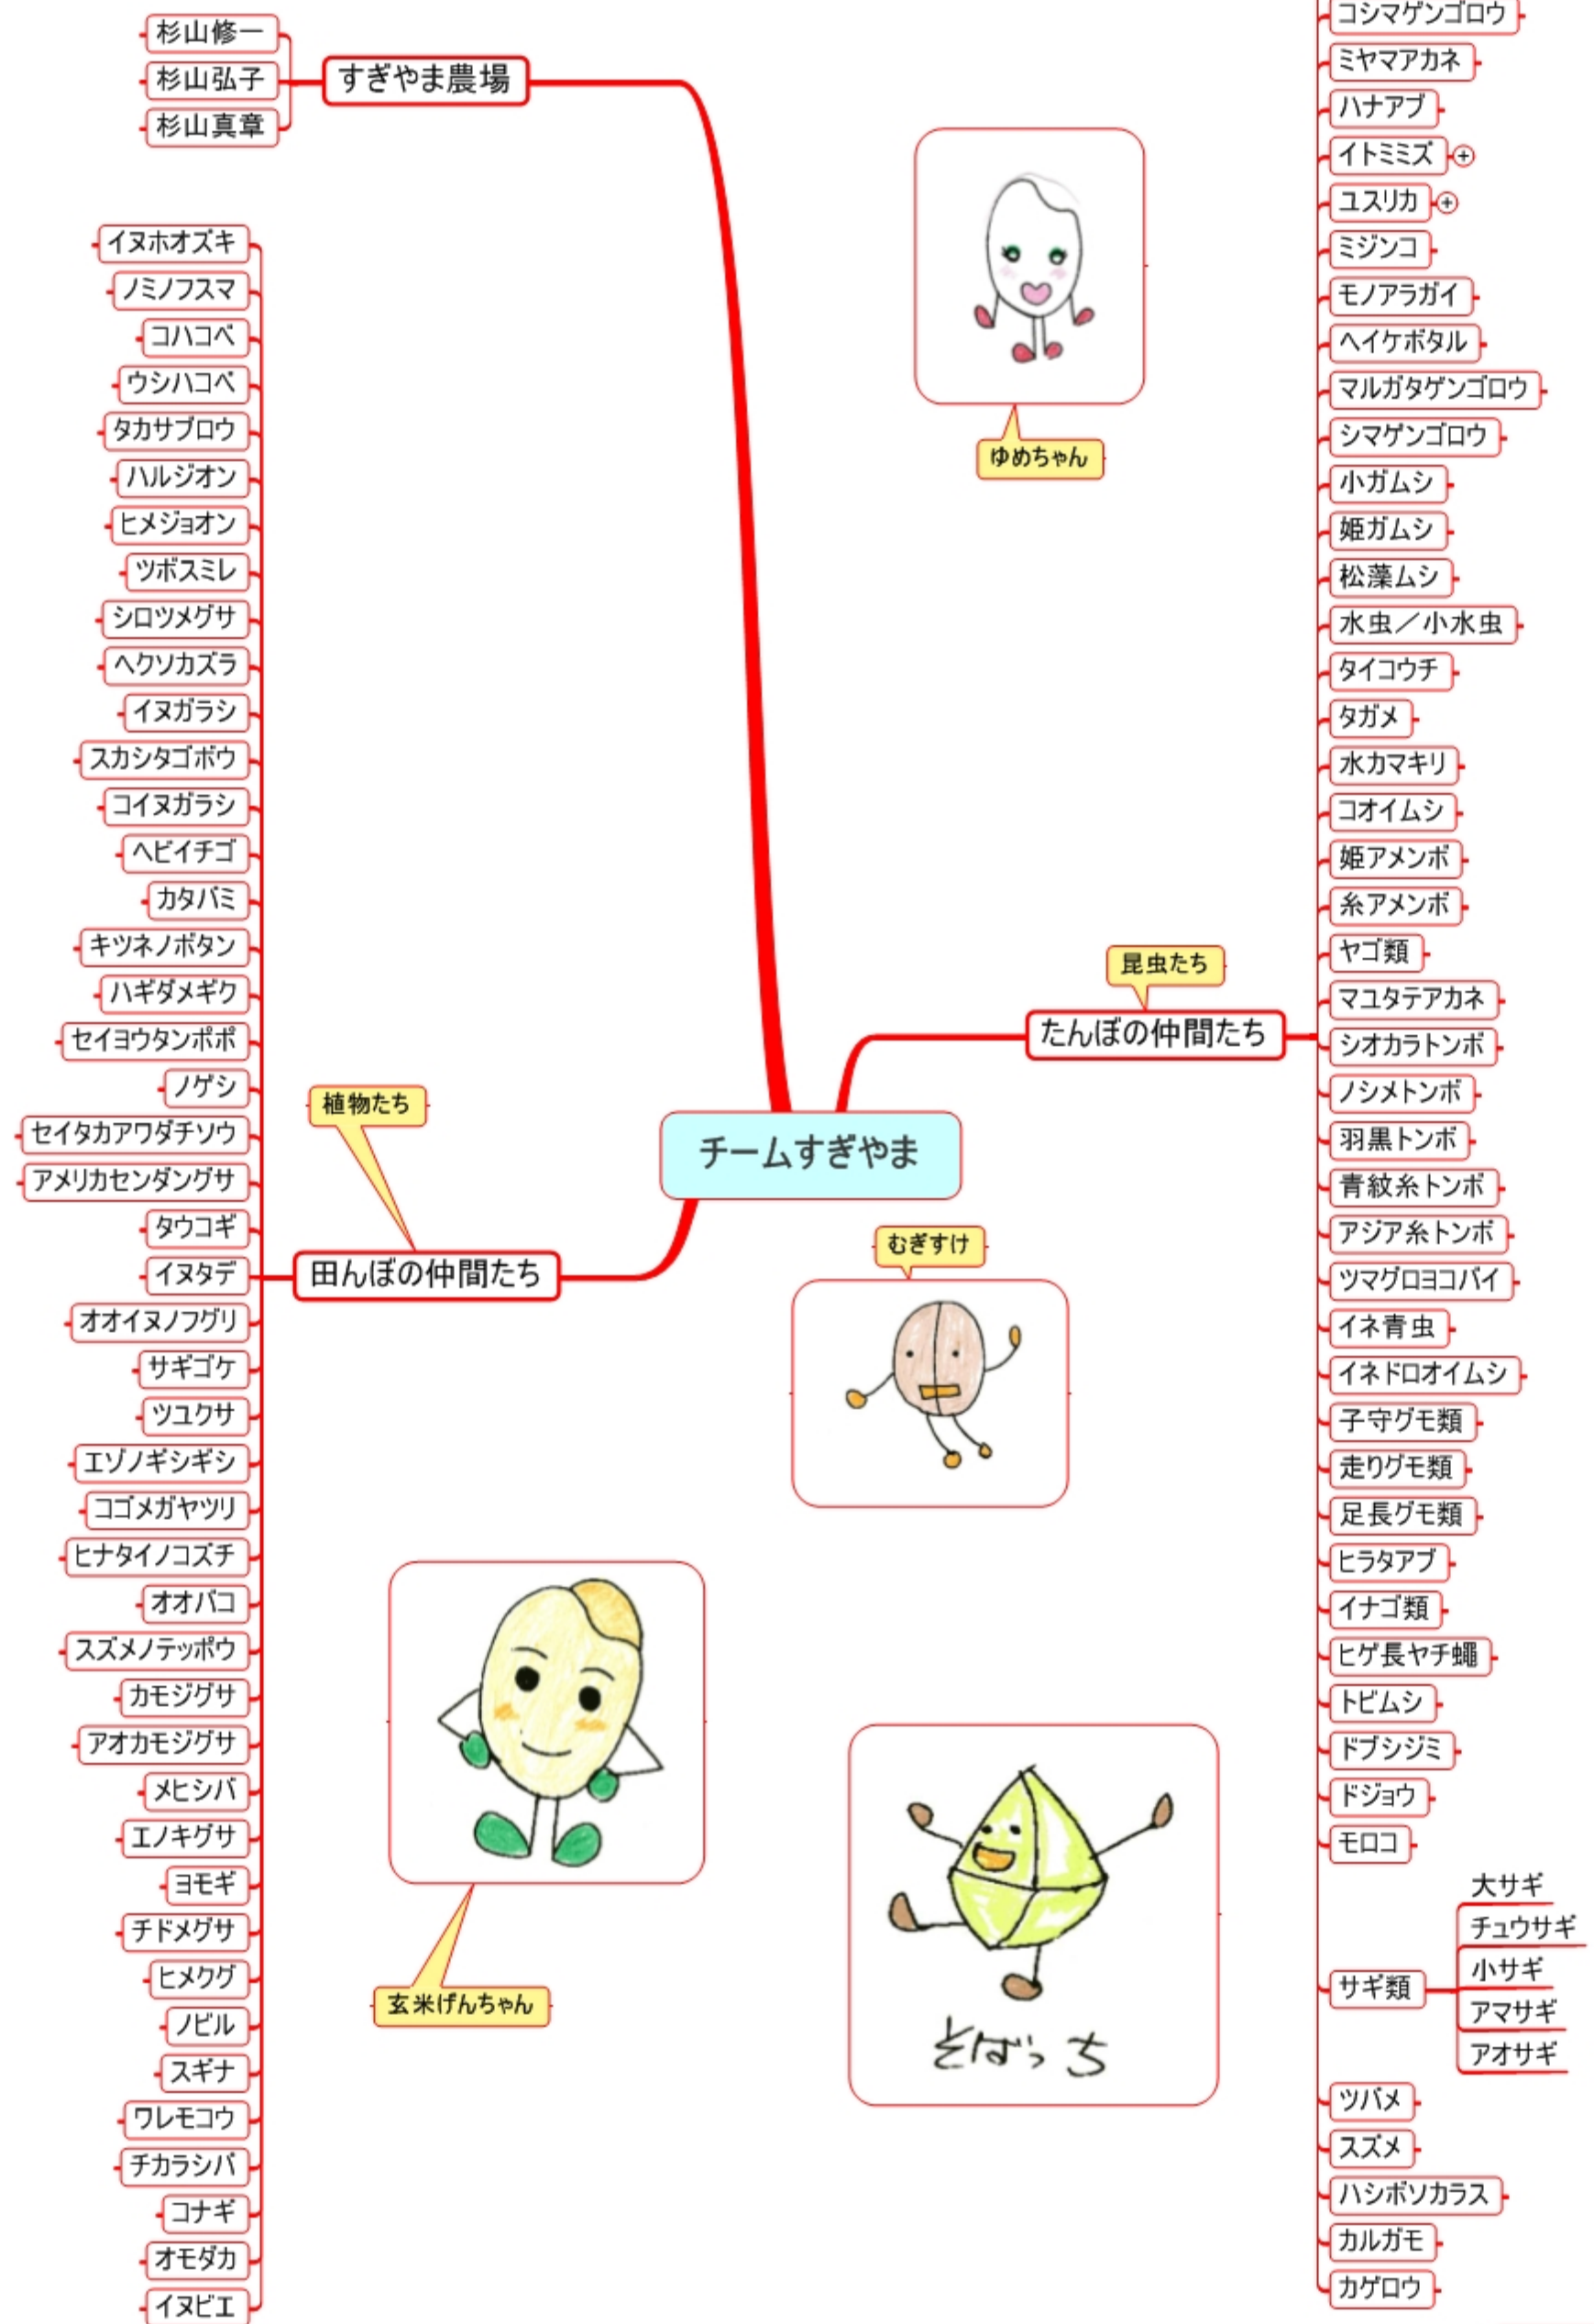 杉山修一
杉山弘子
杉山真章
すぎやま農場
イヌホオズキ
ノミノフスマ
コハコベ
ウシハコベ
タカサブロウ
ハルジオン
ヒメジョオン
ツボスミレ
シロツメグサ
ヘクソカズラ
イヌガラシ
スカシタゴボウ
コイヌガラシ
ヘビイチゴ
カタバミ
キツネノボタン
ハギダメギク
セイヨウタンポポ
ノゲシ
セイタカアワダチソウ
アメリカセンダングサ
タウコギ
イヌタデ
オオイヌノフグリ
サギゴケ
ツユクサ
エゾノギシギシ
コゴメガヤツリ
ヒナタイノコズチ
オオバコ
スズメノテッポウ
カモジグサ
アオカモジグサ
メヒシバ
エノキグサ
ヨモギ
チドメグサ
ヒメクグ
ノビル
スギナ
ワレモコウ
チカラシバ
コナギ
オモダカ
イヌビエ
植物たち
田んぼの仲間たち
チームすぎやま
ゆめちゃん
むぎすけ
玄米げんちゃん
そばっち
昆虫たち
たんぼの仲間たち
コシマゲンゴロウ
ミヤマアカネ
ハナアブ
イトミミズ
ユスリカ
ミジンコ
モノアラガイ
ヘイケボタル
マルガタゲンゴロウ
シマゲンゴロウ
小ガムシ
姫ガムシ
松藻ムシ
水虫／小水虫
タイコウチ
タガメ
水カマキリ
コオイムシ
姫アメンボ
糸アメンボ
ヤゴ類
マユタテアカネ
シオカラトンボ
ノシメトンボ
羽黒トンボ
青紋糸トンボ
アジア糸トンボ
ツマグロヨコバイ
イネ青虫
イネドロオイムシ
子守グモ類
走りグモ類
足長グモ類
ヒラタアブ
イナゴ類
ヒゲ長ヤチ蠅
トビムシ
ドブシジミ
ドジョウ
モロコ
サギ類
大サギ
チュウサギ
小サギ
アマサギ
アオサギ
ツバメ
スズメ
ハシボソカラス
カルガモ
カゲロウ